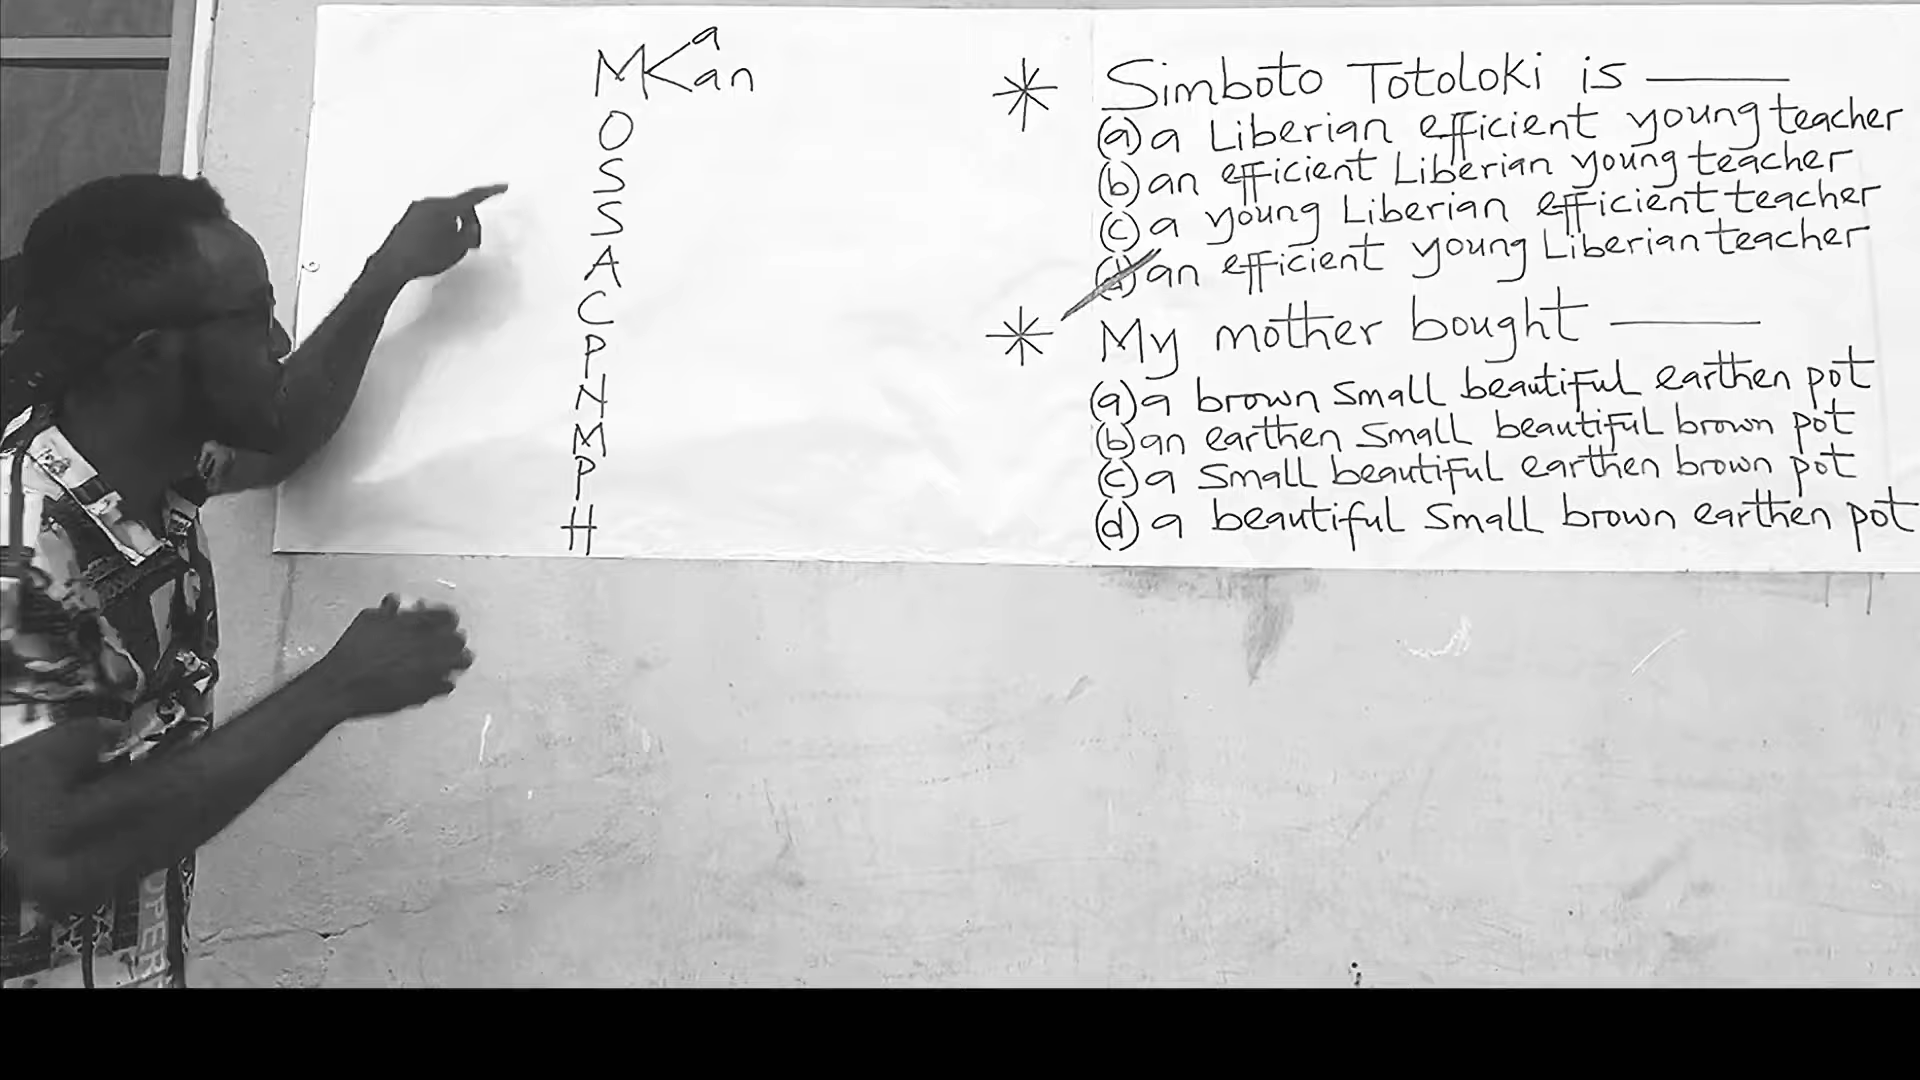 M a
an
O
S
S
A
C
P
N
M
P
H
* Simboto Totoloki is ———
(a) a Liberian efficient young teacher
(b) an efficient Liberian young teacher
(c) a young Liberian efficient teacher
(d) an efficient young Liberian teacher
* My mother bought ———
(a) a brown small beautiful earthen pot
(b) an earthen small beautiful brown pot
(c) a small beautiful earthen brown pot
(d) a beautiful small brown earthen pot